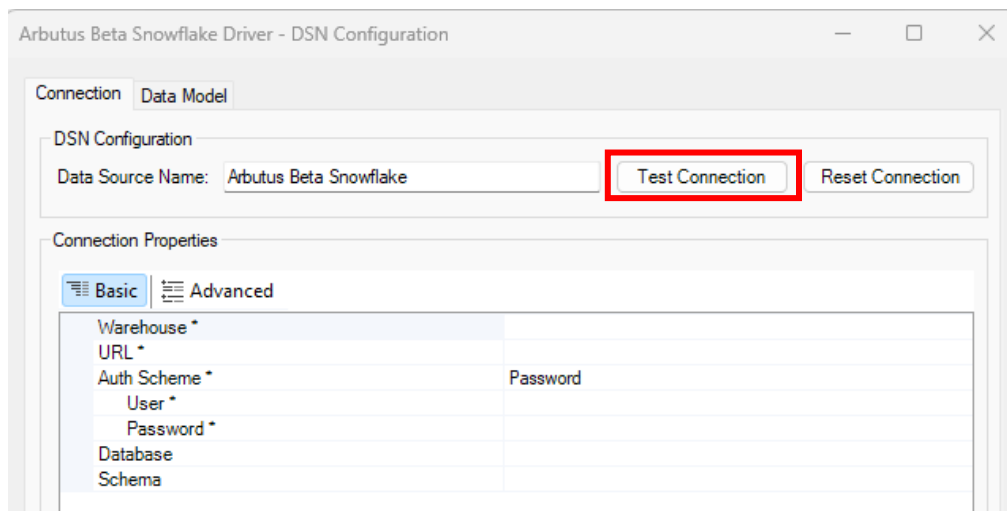 Arbutus Beta Snowflake Driver - DSN Configuration
Connection Data Model
DSN Configuration
Data Source Name: Arbutus Beta Snowflake Test Connection Reset Connection
Connection Properties
Basic Advanced
Warehouse *
URL *
Auth Scheme * Password
User *
Password *
Database
Schema